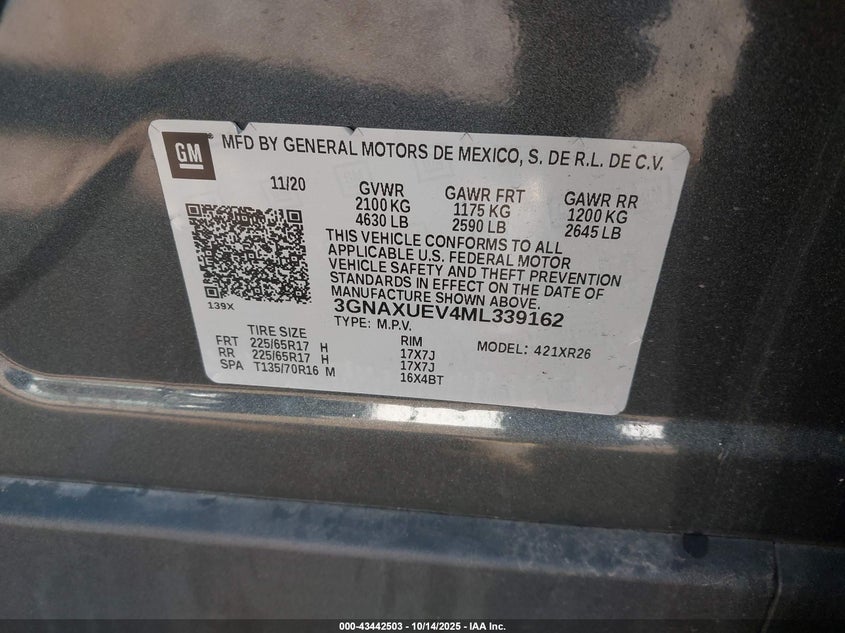 GM
MFD BY GENERAL MOTORS DE MEXICO, S. DE R.L. DE C.V.
11/20 GVWR GAWR FRT GAWR RR
2100 KG 1175 KG 1200 KG
4630 LB 2590 LB 2645 LB
THIS VEHICLE CONFORMS TO ALL
APPLICABLE U.S. FEDERAL MOTOR
VEHICLE SAFETY AND THEFT PREVENTION
STANDARDS IN EFFECT ON THE DATE OF
MANUFACTURE SHOWN ABOVE.
139X
3GNAXUEV4ML339162
TYPE: M.P.V.
TIRE SIZE RIM MODEL: 421XR26
FRT 225/65R17 H 17X7J
RR 225/65R17 H 17X7J
SPA T135/70R16 M 16X4BT
000-43442503 - 10/14/2025 - IAA Inc.